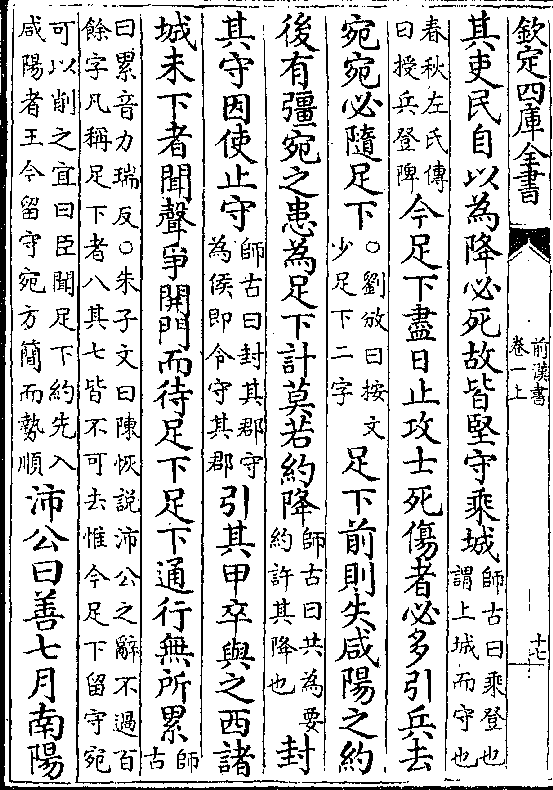 欽定四庫全書
前漢書
卷一上
十七
其吏民自以為降必死故皆堅守乘城師古曰乘登也
謂上城而守也
春秋左氏傳
曰授兵登陴今足下盡日止攻士死傷者必多引兵去
宛宛必隨足下○劉攽曰按文
少足下二字足下前則失咸陽之約
後有彊宛之患為足下計莫若約降師古曰共為要
約許其降也封
其守因使止守師古曰封其郡守
為侯即令守其郡引其甲卒與之西諸
城未下者聞聲爭開門而待足下足下通行無所累師
古
曰累音力瑞反○朱子文曰陳恢說沛公之辭不過百
餘字凡稱足下者八其七皆不可去惟今足下留守宛
可以削之宜曰臣聞足下約先入
咸陽者王今留守宛方簡而勢順沛公曰善七月南陽